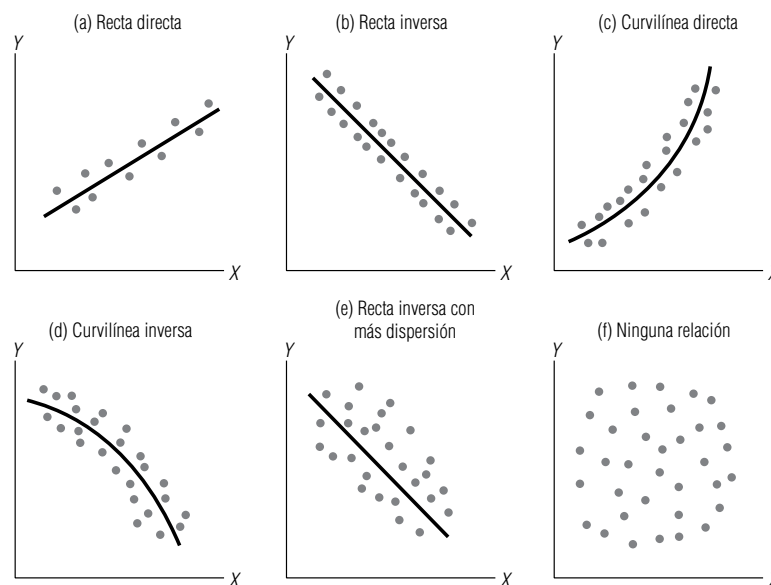 (a) Recta directa
(b) Recta inversa
(c) Curvilínea directa
Y
Y
Y
X
X
X
(d) Curvilínea inversa
(e) Recta inversa con
más dispersión
(f) Ninguna relación
Y
Y
Y
X
X
X